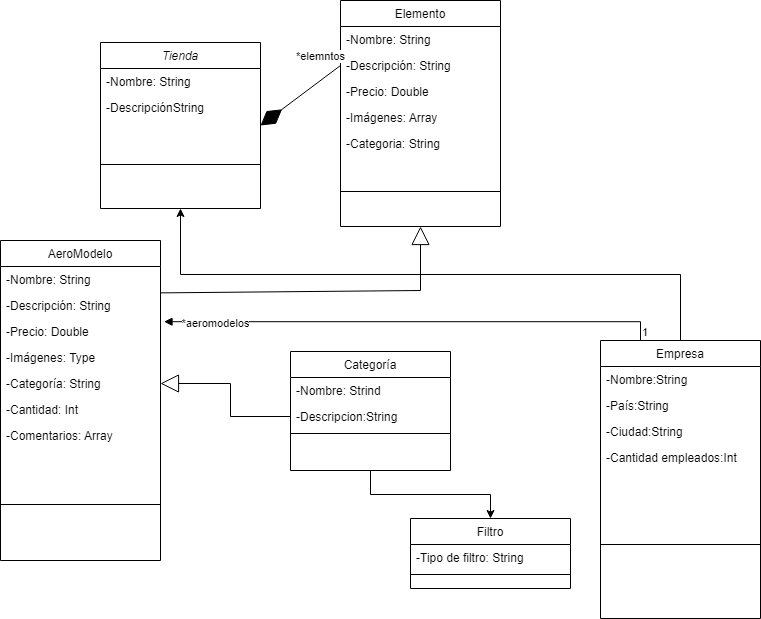 Tienda
-Nombre: String
-DescripciónString
*elemntos
Elemento
-Nombre: String
-Descripción: String
-Precio: Double
-Imágenes: Array
-Categoria: String
AeroModelo
-Nombre: String
-Descripción: String
-Precio: Double
-Imágenes: Type
-Categoría: String
-Cantidad: Int
-Comentarios: Array
*aeromodelos
1
Categoría
-Nombre: Strind
-Descripcion:String
Empresa
-Nombre:String
-País:String
-Ciudad:String
-Cantidad empleados:Int
Filtro
-Tipo de filtro: String